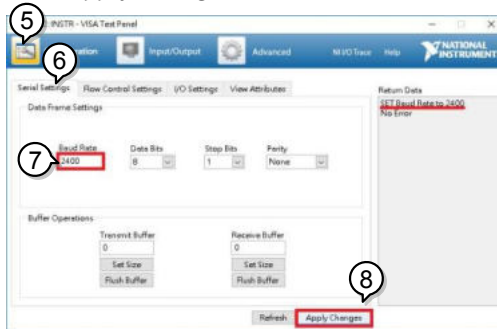 5
INSTR - VISA Test Panel
Input/Output
Advanced
NI I/O Trace
Help
NATIONAL INSTRUMENT
6
Serial Settings
Flow Control Settings
I/O Settings
View Attributes
Return Data
Data Frame Settings
SET Baud Rate to 2400
No Error
7
Baud Rate
Data Bits
Stop Bits
Parity
2400
8
1
None
Buffer Operations
Transmit Buffer
Receive Buffer
0
0
Set Size
Set Size
Flush Buffer
Flush Buffer
8
Refresh
Apply Changes